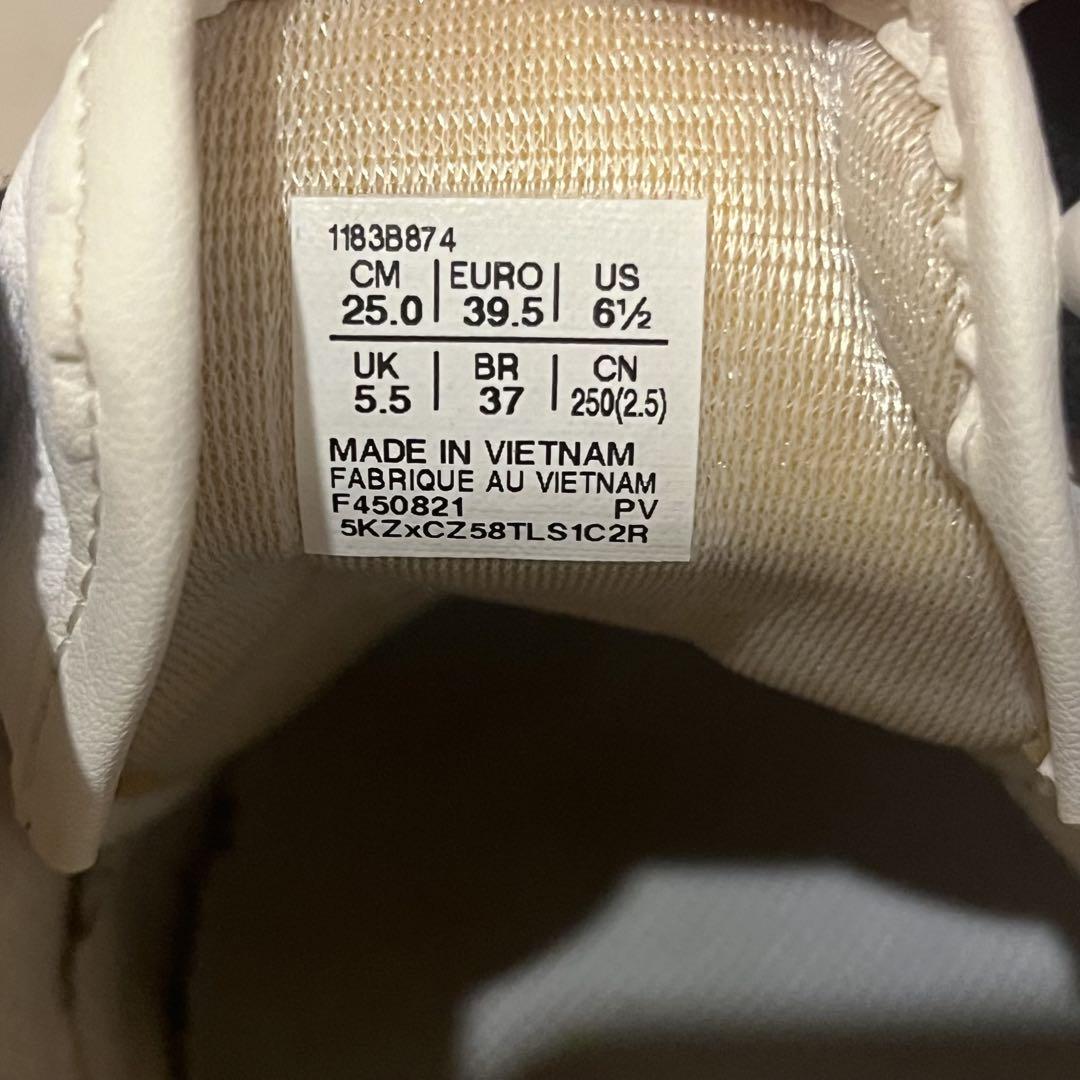 1183B874
CM | EURO | US
25.0 | 39.5 | 6½
UK | BR | CN
5.5 | 37 | 250(2.5)
MADE IN VIETNAM
FABRIQUE AU VIETNAM
F450821 PV
5KZxCZ58TLS1C2R